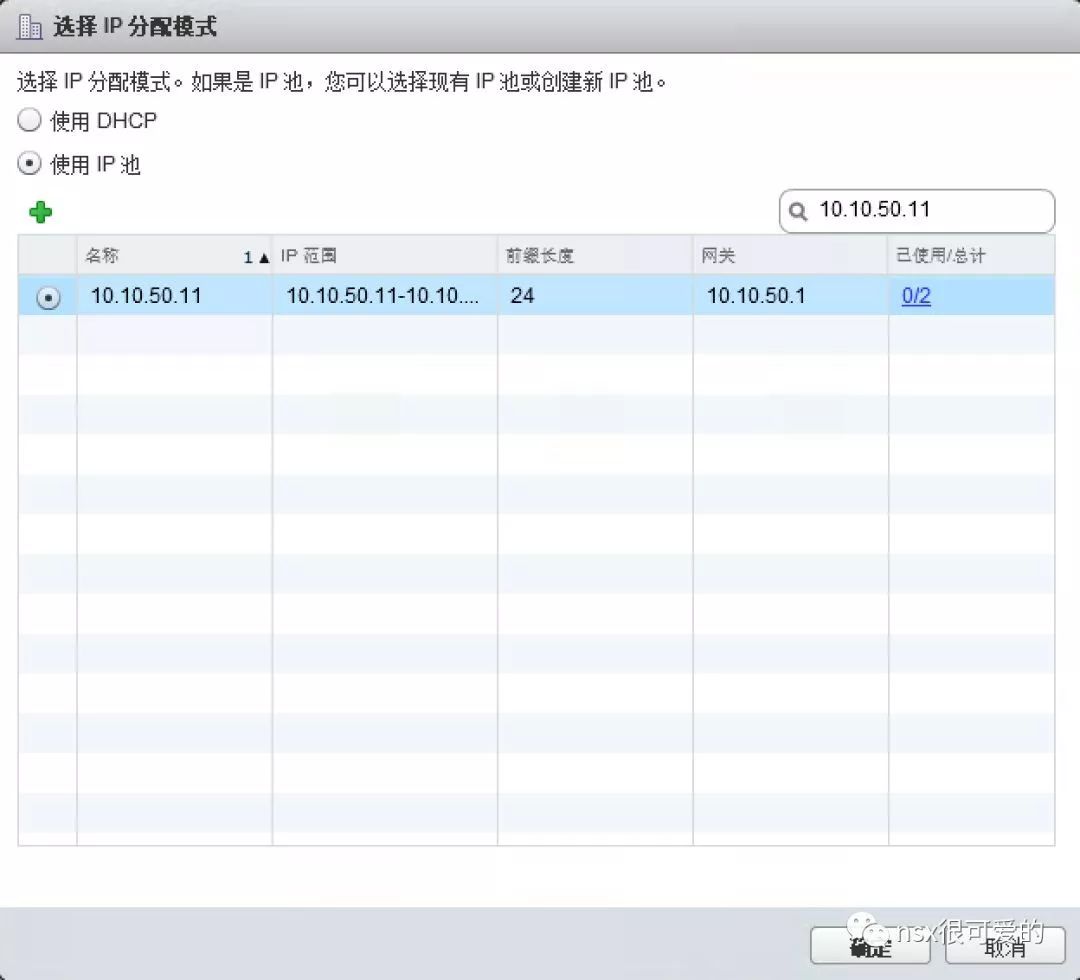 选择 IP 分配模式
选择 IP 分配模式。如果是 IP 池，您可以选择现有 IP 池或创建新 IP 池。
使用 DHCP
使用 IP 池
10.10.50.11
名称 1 ▲ IP 范围 前缀长度 网关 已使用/总计
10.10.50.11 10.10.50.11-10.10.... 24 10.10.50.1 0/2
nsx很可爱的
确定 取消